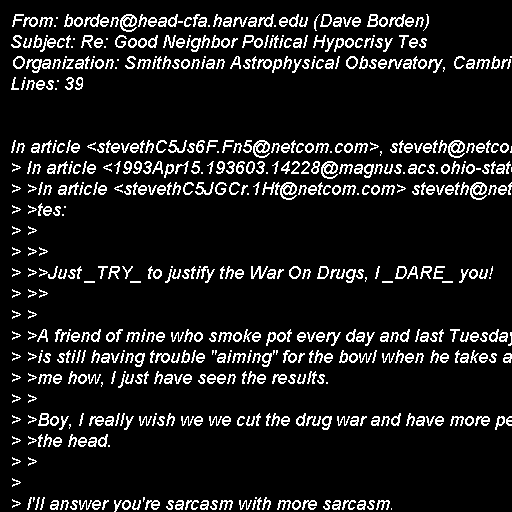 From: borden@head-cfa.harvard.edu (Dave Borden)
Subject: Re: Good Neighbor Political Hypocrisy Tes
Organization: Smithsonian Astrophysical Observatory, Cambri
Lines: 39
In article <stevethC5Js6F.Fn5@netcom.com>, steveth@netco
> In article <1993Apr15.193603.14228@magnus.acs.ohio-stat
> >In article <stevethC5JGCr.1Ht@netcom.com> steveth@net
> >tes:
> >
> >>
> >>Just _TRY_ to justify the War On Drugs, I _DARE_ you!
> >>
> >
> >A friend of mine who smoke pot every day and last Tuesday
> >is still having trouble "aiming" for the bowl when he takes a
> >me how, I just have seen the results.
> >
> >Boy, I really wish we we cut the drug war and have more pe
> >the head.
> >
>
> I'll answer you're sarcasm with more sarcasm.